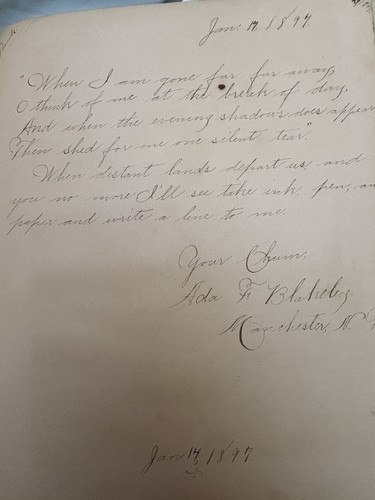 Jan. 14, 1897.
"When I am gone far far away,
O think of me at the break of day,
And when the evening shadows does appear
Then shed for me one silent tear."
When distant lands depart us, and
you no more I'll see take ink, pen, an
paper and write a line to me.
Your Chum,
Ada F. Blakeley
Manchester, N.
Jan 14, 1897